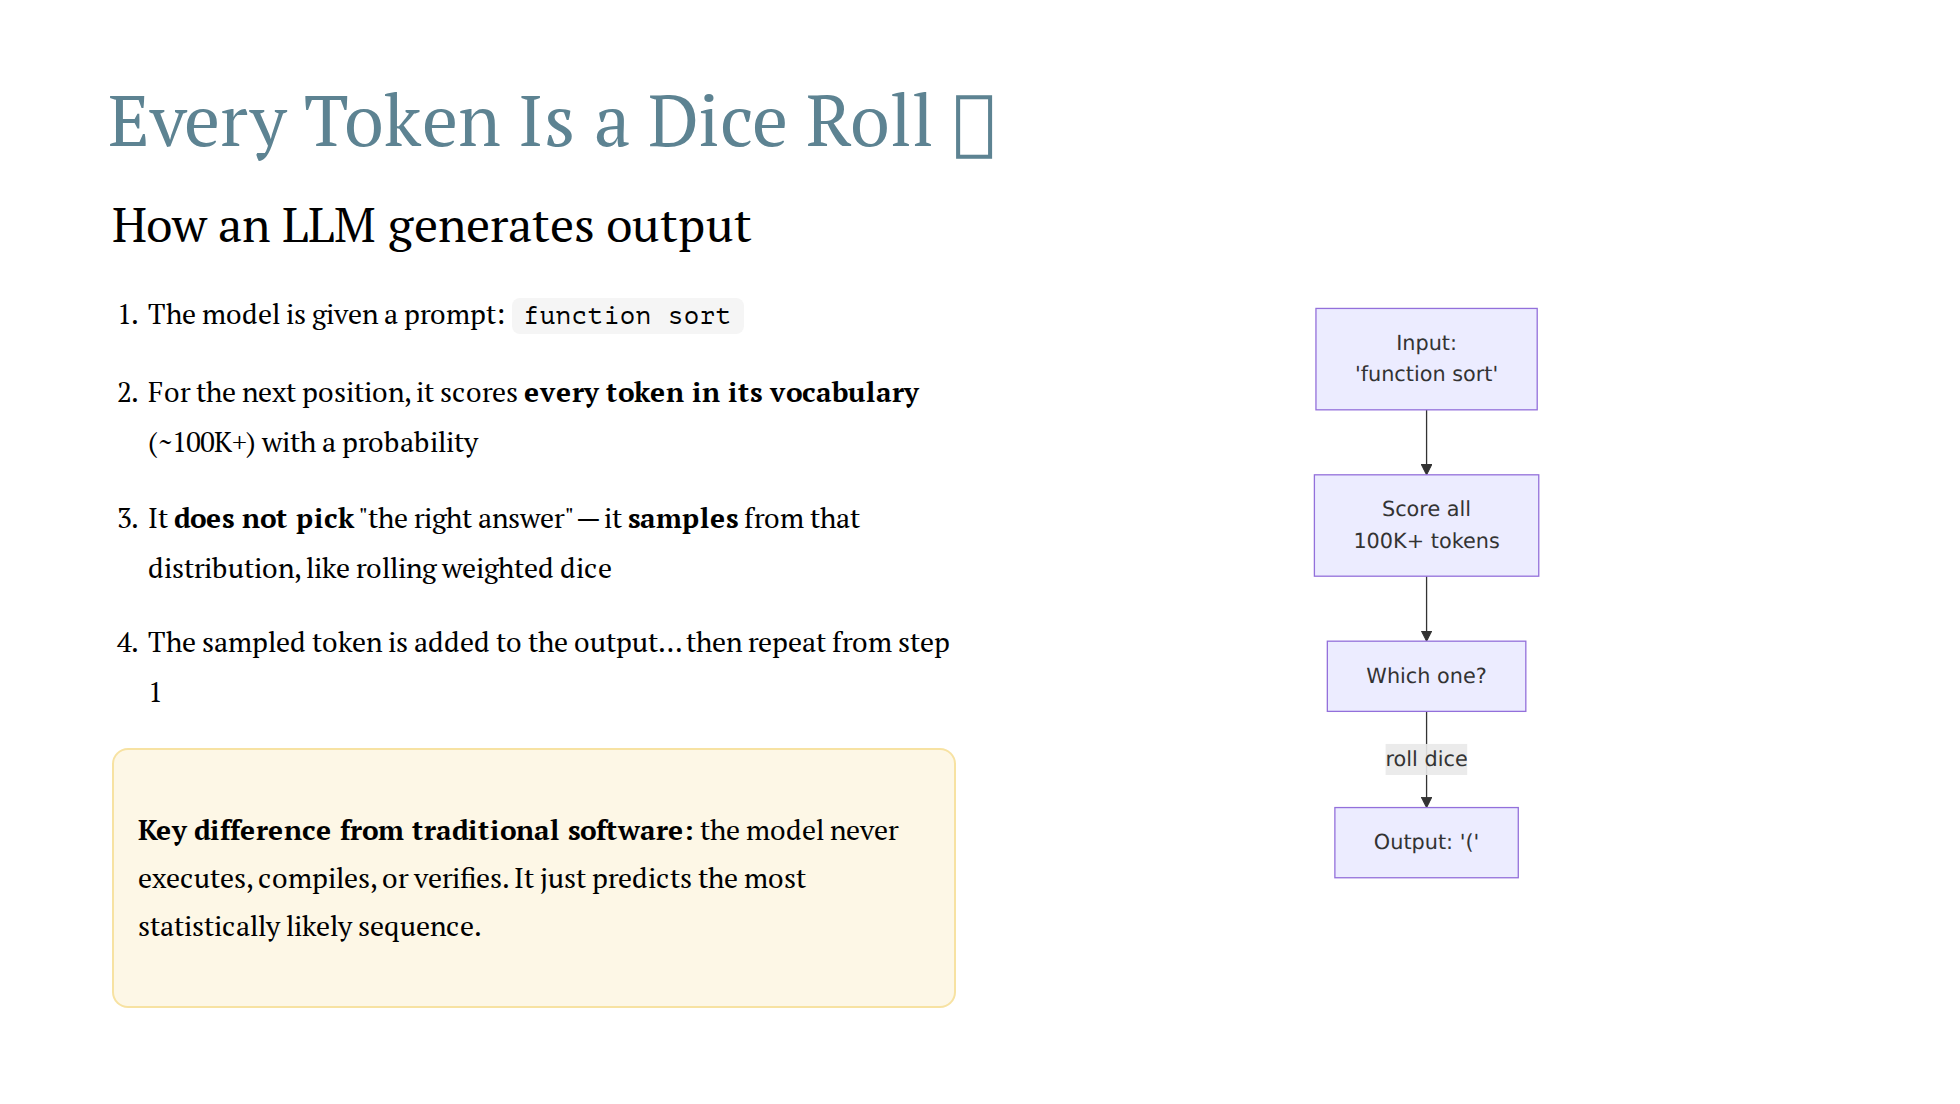 Every Token Is a Dice Roll
How an LLM generates output
1. The model is given a prompt: function sort
2. For the next position, it scores every token in its vocabulary
(~100K+) with a probability
3. It does not pick "the right answer" — it samples from that
distribution, like rolling weighted dice
4. The sampled token is added to the output… then repeat from step
1
Key difference from traditional software: the model never
executes, compiles, or verifies. It just predicts the most
statistically likely sequence.
Input:
'function sort'
Score all
100K+ tokens
Which one?
roll dice
Output: '('